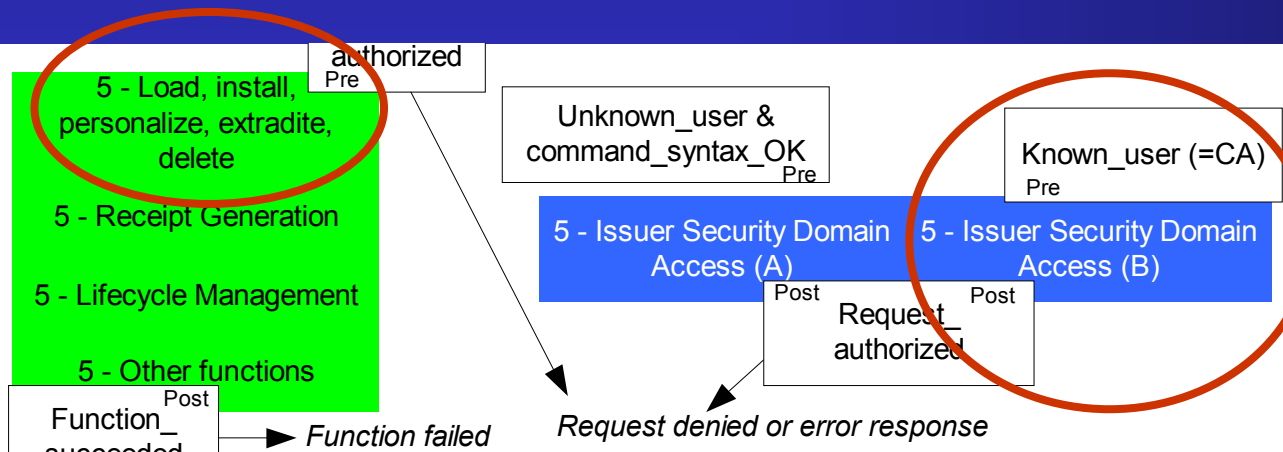 authorized
Pre
5 - Load, install,
personalize, extradite,
delete
5 - Receipt Generation
5 - Lifecycle Management
5 - Other functions
Post
Function_
succeeded
Function failed
Unknown_user &
command_syntax_OK
Pre
Known_user (=CA)
Pre
5 - Issuer Security Domain
Access (A)
5 - Issuer Security Domain
Access (B)
Post
Post
Request_
authorized
Request denied or error response